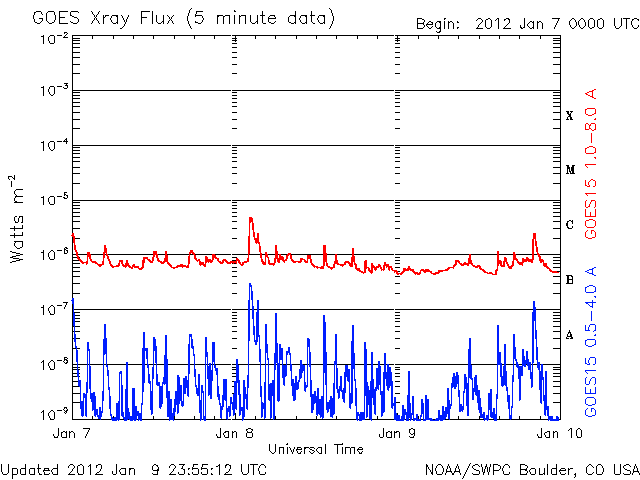 GOES Xray Flux (5 minute data)
Begin: 2012 Jan 7 0000 UTC
10-2
10-3
10-4
10-5
10-6
10-7
10-8
10-9
Watts m-2
X
M
C
B
A
GOES15 1.0-8.0 A
GOES15 0.5-4.0 A
Jan 7
Jan 8
Jan 9
Jan 10
Universal Time
Updated 2012 Jan 9 23:55:12 UTC
NOAA/SWPC Boulder, CO USA